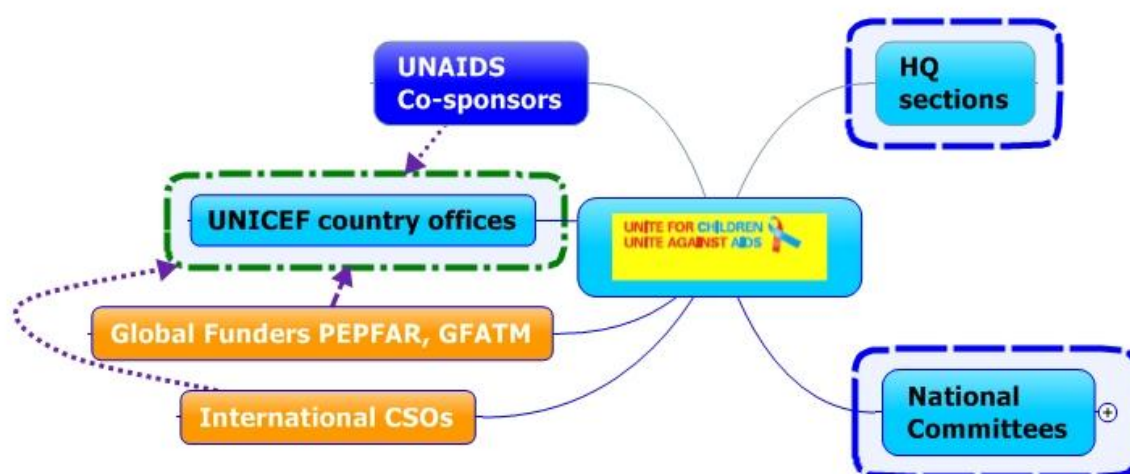 UNAIDS
Co-sponsors
HQ
sections
UNICEF country offices
UNITE FOR CHILDREN
UNITE AGAINST AIDS
Global Funders PEPFAR, GFATM
International CSOs
National
Committees